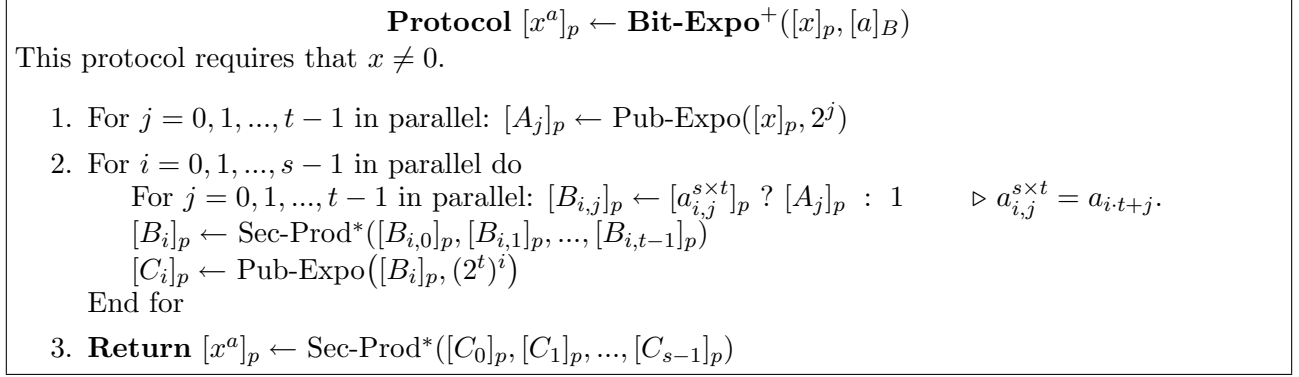 Protocol [x^a]_p ← Bit-Expo^+([x]_p, [a]_B)
This protocol requires that x ≠ 0.
1. For j = 0, 1, ..., t − 1 in parallel: [A_j]_p ← Pub-Expo([x]_p, 2^j)
2. For i = 0, 1, ..., s − 1 in parallel do
For j = 0, 1, ..., t − 1 in parallel: [B_{i,j}]_p ← [a_{i,j}^{s×t}]_p ? [A_j]_p : 1 ▷ a_{i,j}^{s×t} = a_{i·t+j}.
[B_i]_p ← Sec-Prod*([B_{i,0}]_p, [B_{i,1}]_p, ..., [B_{i,t−1}]_p)
[C_i]_p ← Pub-Expo([B_i]_p, (2^t)^i)
End for
3. Return [x^a]_p ← Sec-Prod*([C_0]_p, [C_1]_p, ..., [C_{s−1}]_p)